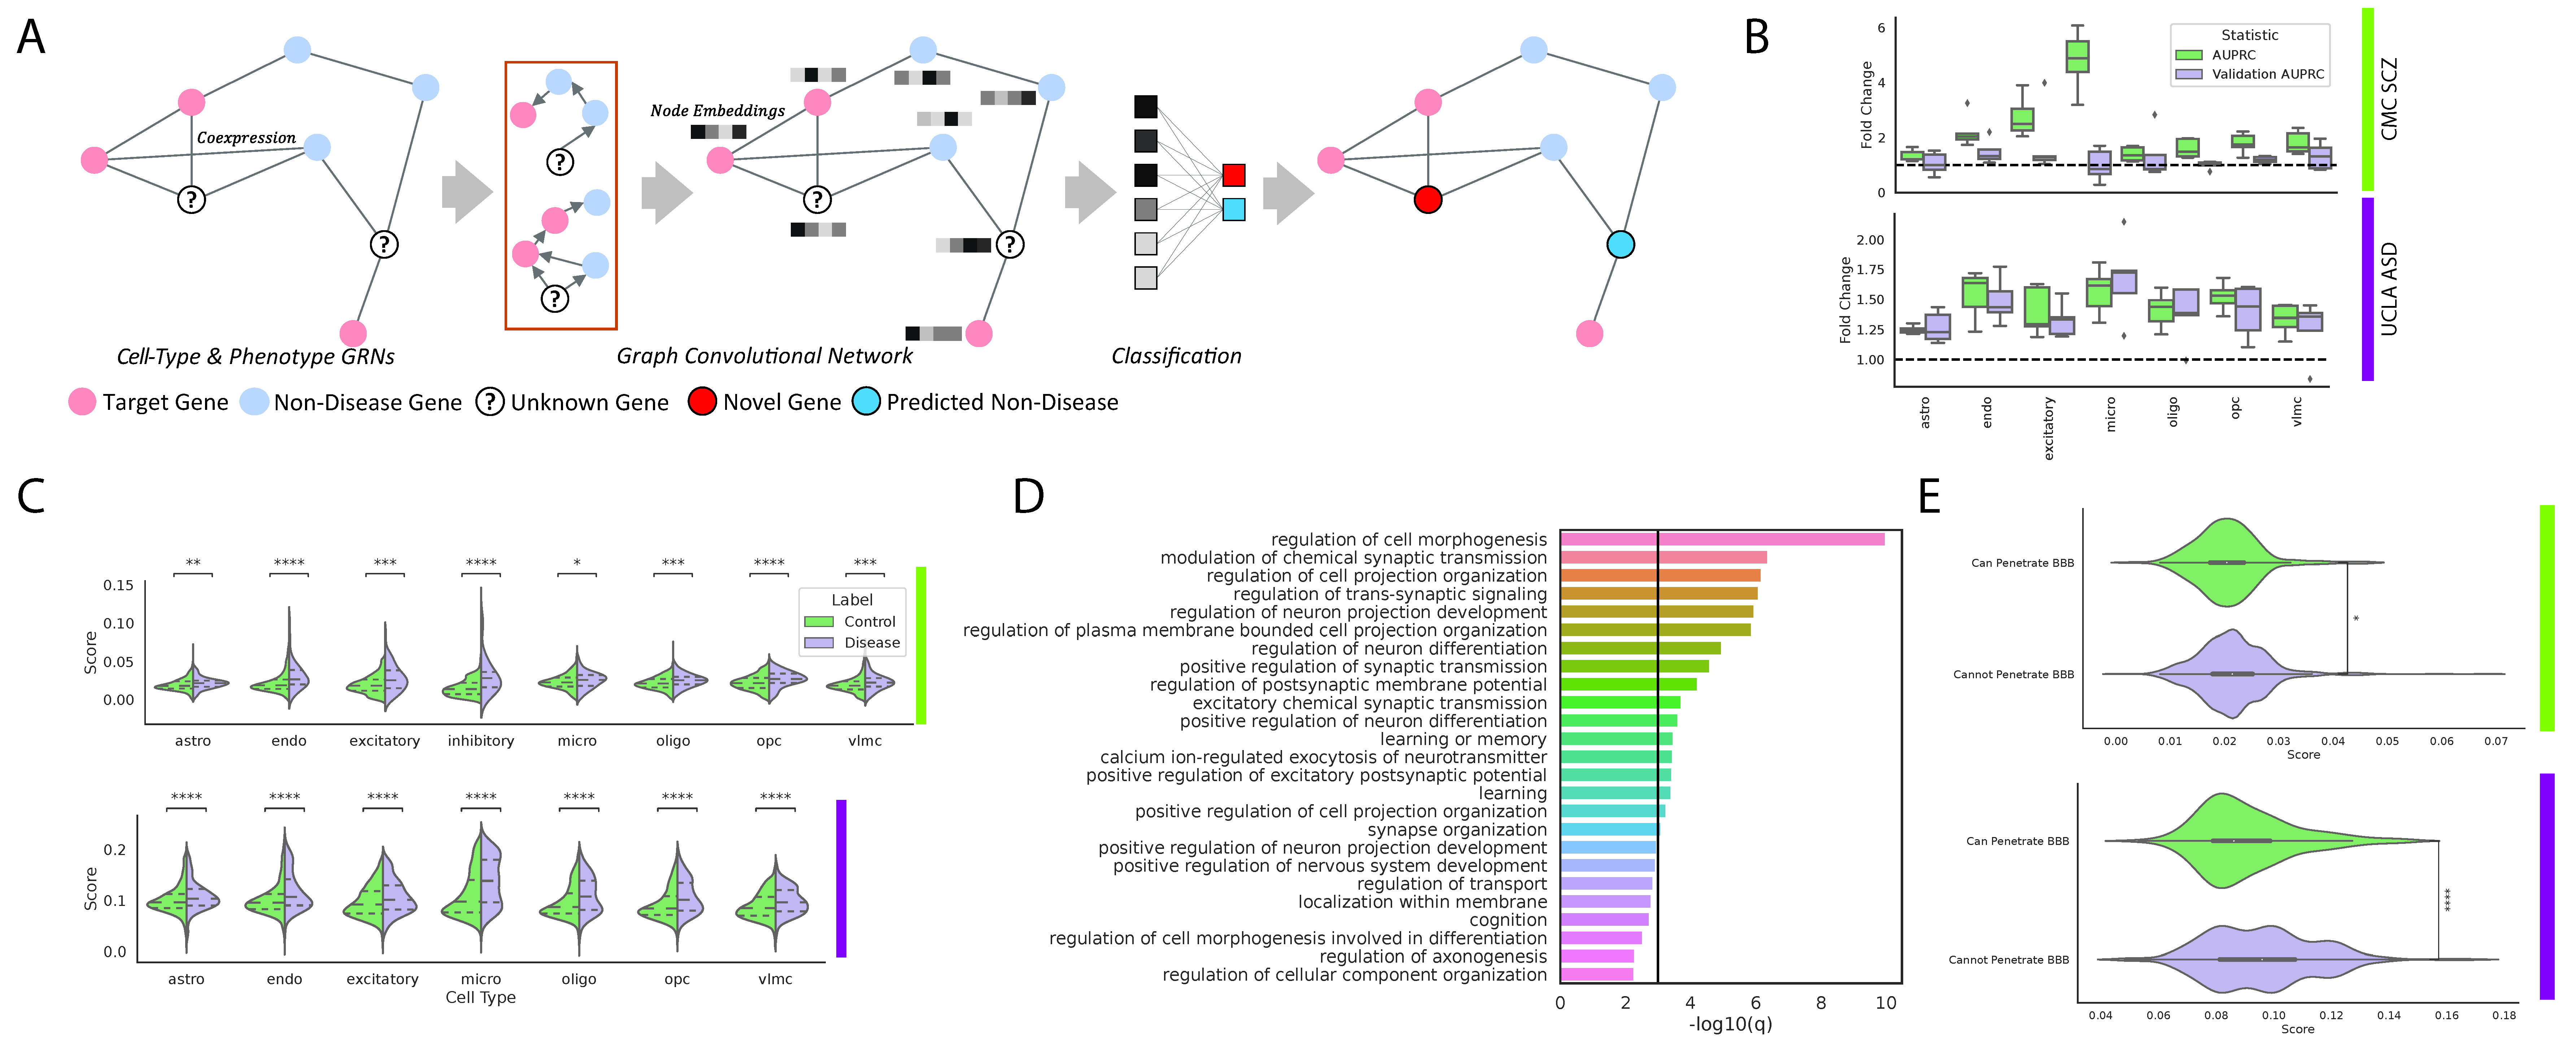 A
Coexpression
?
?
?
?
Node Embeddings
?
?
Cell-Type & Phenotype GRNs
Graph Convolutional Network
Classification
Target Gene
Non-Disease Gene
?
Unknown Gene
Novel Gene
Predicted Non-Disease
B
Fold Change
6
4
2
0
Statistic
AUPRC
Validation AUPRC
CMC SCZ
Fold Change
2.00
1.75
1.50
1.25
1.00
UCLA ASD
astro
endo
excitatory
micro
oligo
opc
vlmc
C
** **** *** **** * *** **** ***
Score
0.15
0.10
0.05
0.00
Label
Control
Disease
astro endo excitatory inhibitory micro oligo opc vlmc
**** **** **** **** **** **** ****
Score
0.2
0.1
0.0
astro endo excitatory micro oligo opc vlmc
Cell Type
D
regulation of cell morphogenesis
modulation of chemical synaptic transmission
regulation of cell projection organization
regulation of trans-synaptic signaling
regulation of neuron projection development
regulation of plasma membrane bounded cell projection organization
regulation of neuron differentiation
positive regulation of synaptic transmission
regulation of postsynaptic membrane potential
excitatory chemical synaptic transmission
positive regulation of neuron differentiation
learning or memory
calcium ion-regulated exocytosis of neurotransmitter
positive regulation of excitatory postsynaptic potential
learning
positive regulation of cell projection organization
synapse organization
positive regulation of neuron projection development
positive regulation of nervous system development
regulation of transport
localization within membrane
cognition
regulation of cell morphogenesis involved in differentiation
regulation of axonogenesis
regulation of cellular component organization
0 2 4 6 8 10
-log10(q)
E
Can Penetrate BBB
Cannot Penetrate BBB
*
0.00 0.01 0.02 0.03 0.04 0.05 0.06 0.07
Score
Can Penetrate BBB
Cannot Penetrate BBB
****
0.04 0.06 0.08 0.10 0.12 0.14 0.16 0.18
Score